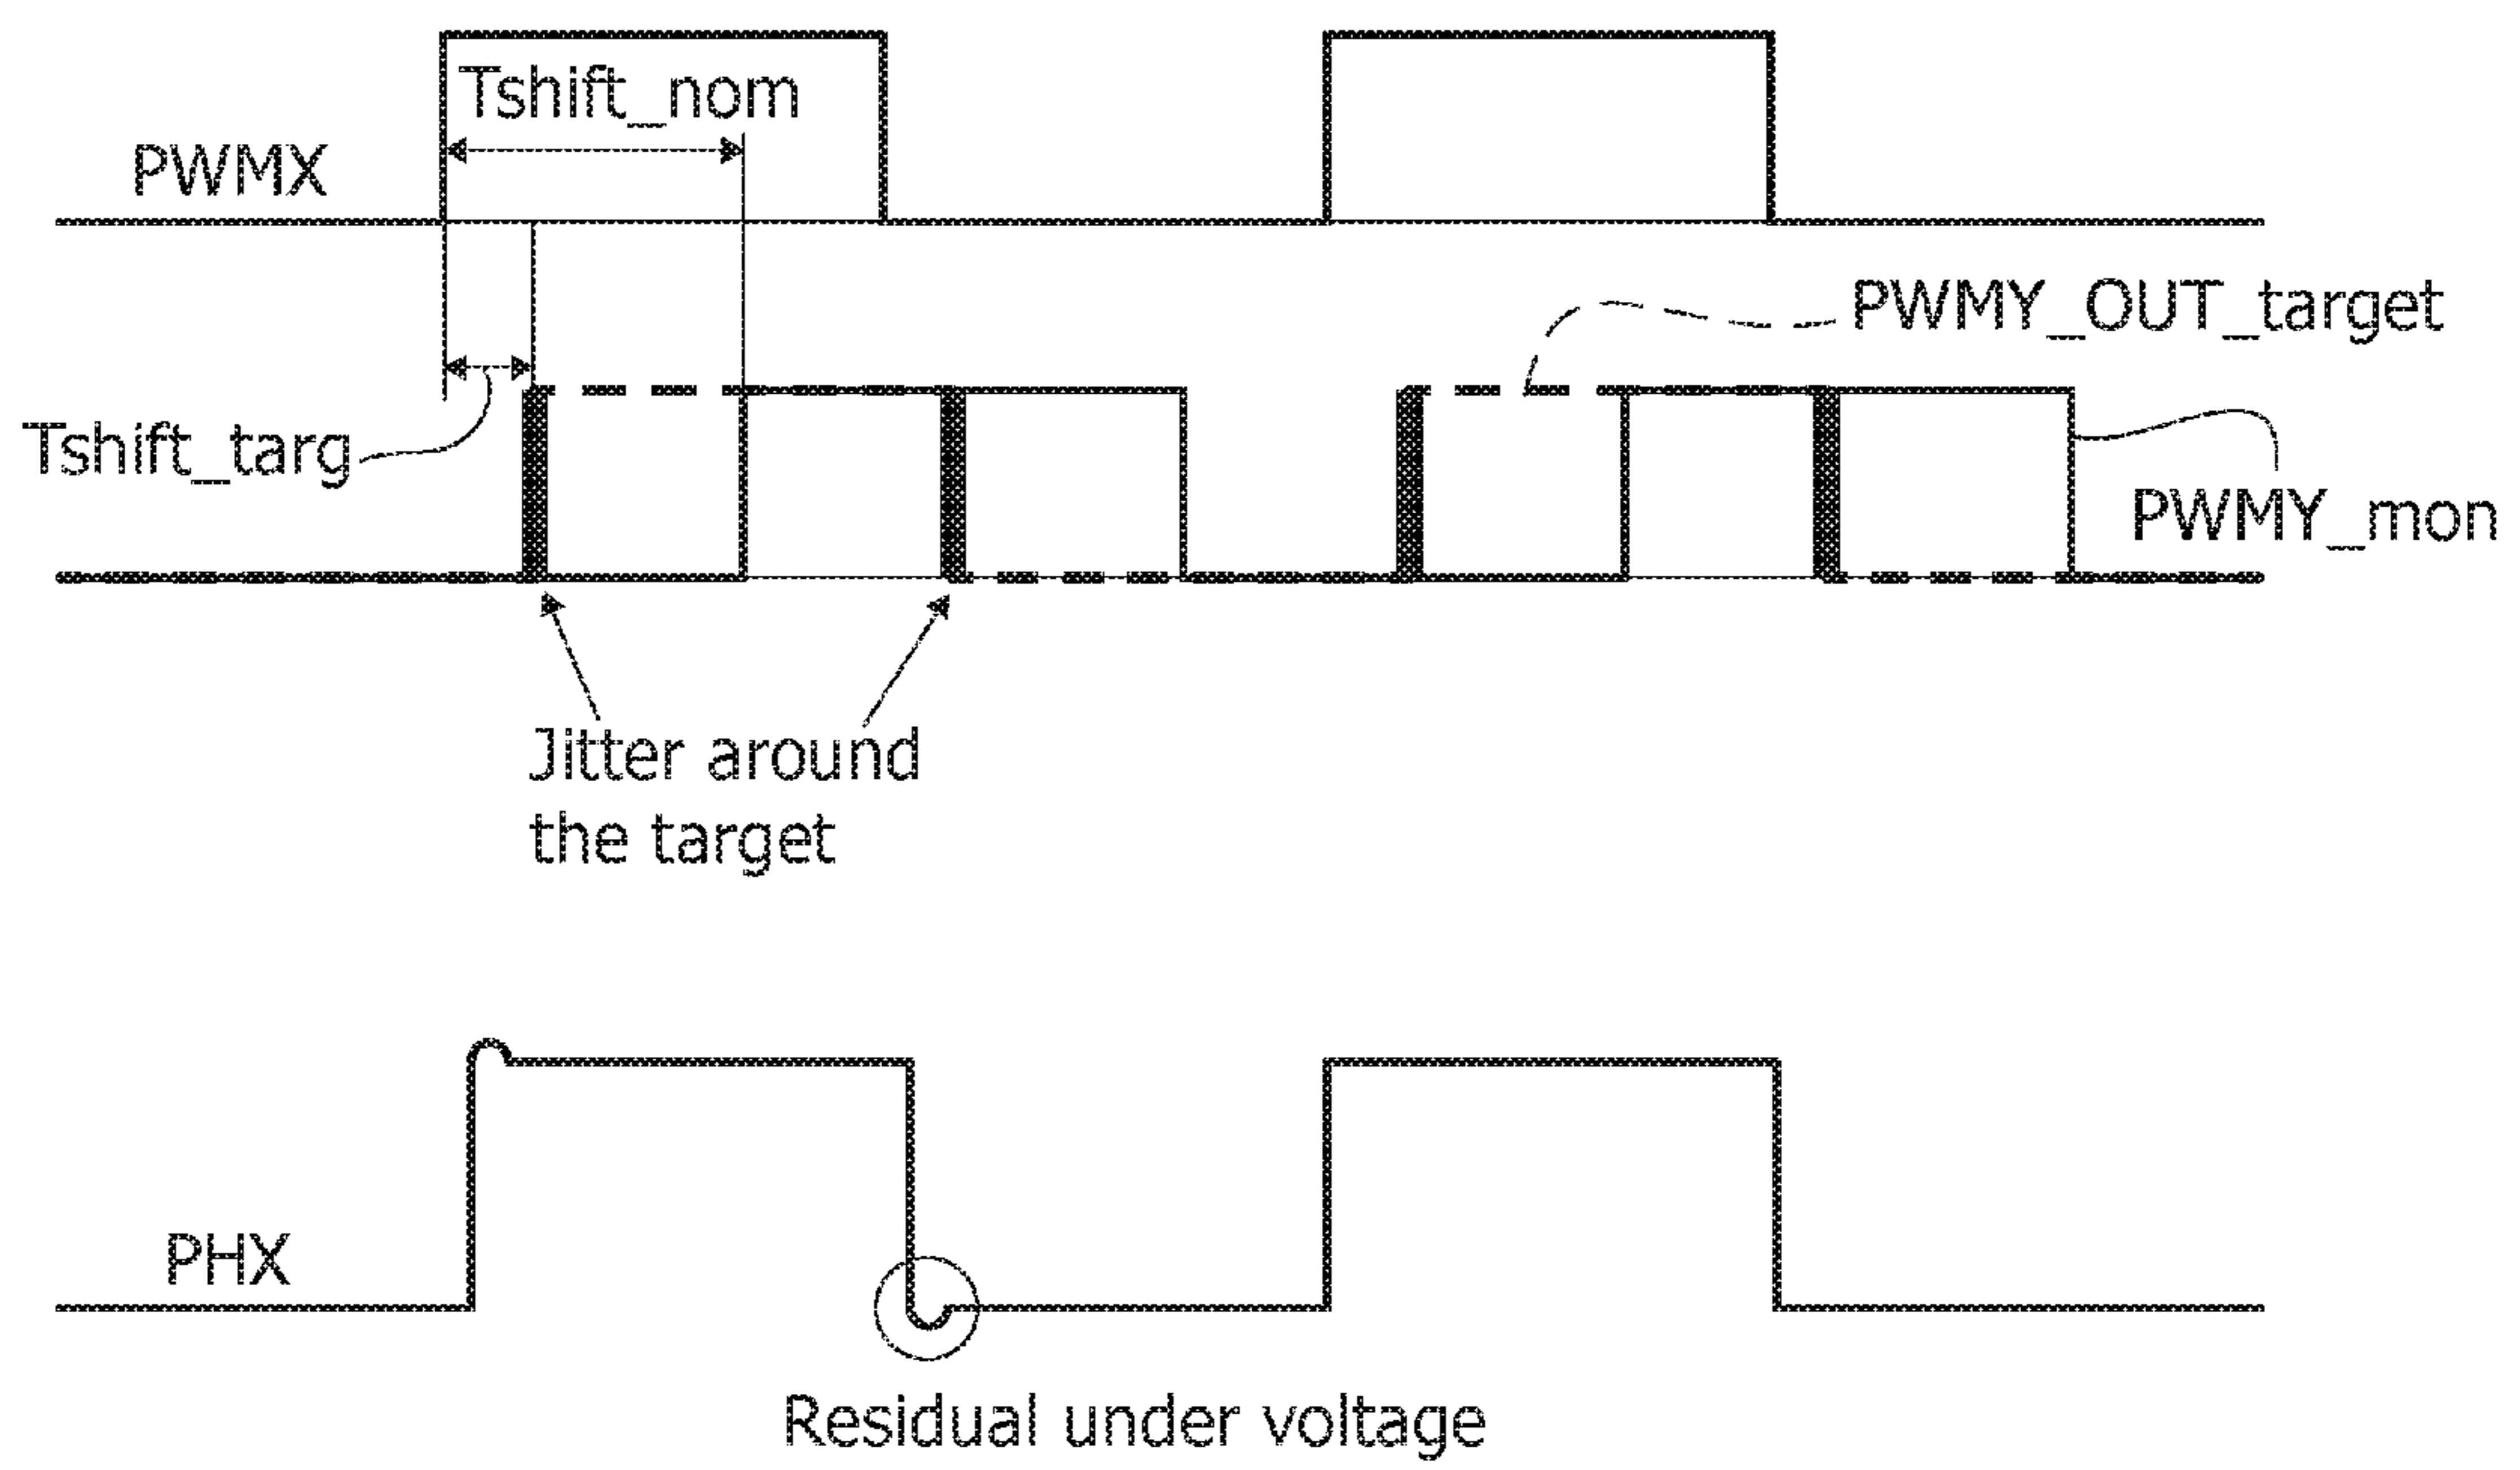 Tshift_nom
PWMX
PWMY_OUT_target
Tshift_targ
PWMY_mon
Jitter around
the target
PHX
Residual under voltage